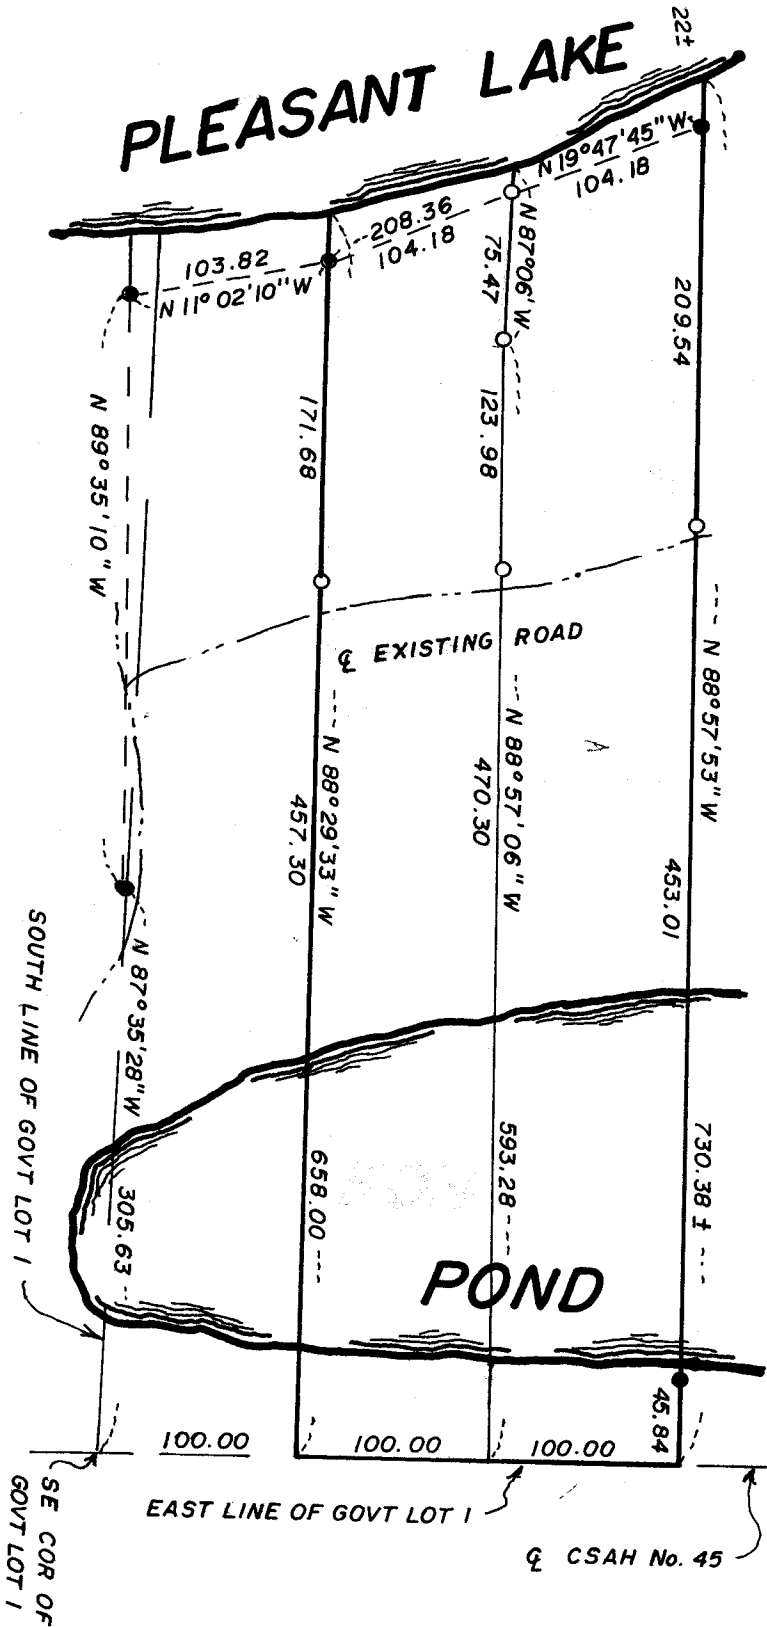 22±
PLEASANT LAKE
N 19°47'45" W
104.18
208.36
104.18
103.82
N 11° 02'10" W
N 87°06' W
75.47
209.54
171.68
123.98
N 89°35'10" W
℄ EXISTING ROAD
N 88°57'53" W
N 88°57'06" W
N 88°29'33" W
470.30
457.30
453.01
SOUTH LINE OF GOVT LOT 1
N 87°35'28" W
305.63
658.00
593.28
730.38 ±
POND
45.84
100.00
100.00
100.00
EAST LINE OF GOVT LOT 1
℄ CSAH No. 45
SE COR OF
GOVT LOT 1